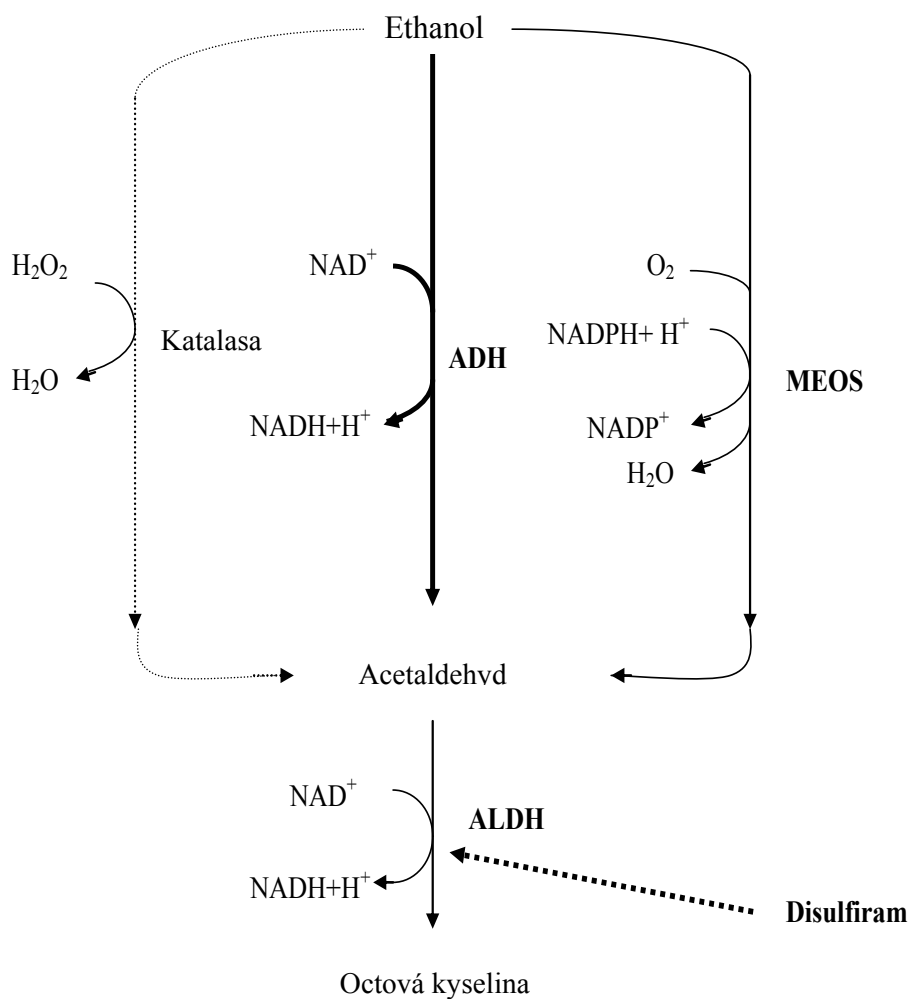 Ethanol
H₂O₂
NAD⁺
O₂
Katalasa
ADH
NADPH+ H⁺
MEOS
H₂O
NADH+H⁺
NADP⁺
H₂O
Acetaldehyd
NAD⁺
ALDH
NADH+H⁺
Disulfiram
Octová kyselina